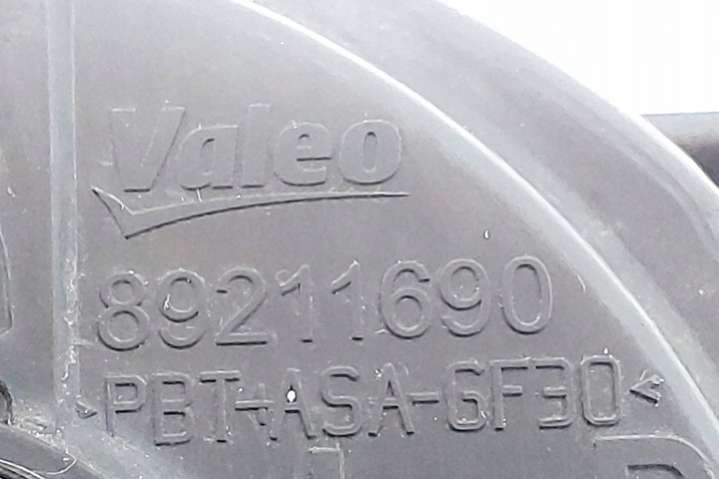 Valeo
89211690
>PBT+ASA-GF30<